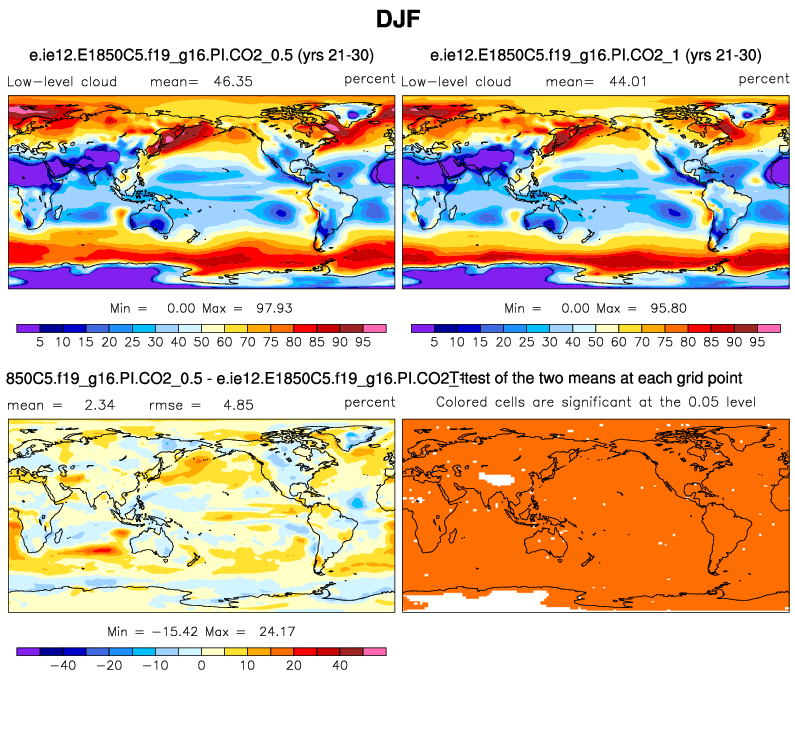 DJF
e.ie12.E1850C5.f19_g16.PI.CO2_0.5 (yrs 21-30)
e.ie12.E1850C5.f19_g16.PI.CO2_1 (yrs 21-30)
Low-level cloud mean= 46.35 percent
Low-level cloud mean= 44.01 percent
Min = 0.00 Max = 97.93
Min = 0.00 Max = 95.80
5 10 15 20 25 30 40 50 60 70 75 80 85 90 95
5 10 15 20 25 30 40 50 60 70 75 80 85 90 95
850C5.f19_g16.PI.CO2_0.5 - e.ie12.E1850C5.f19_g16.PI.CO2_1
T-test of the two means at each grid point
mean = 2.34 rmse = 4.85 percent
Colored cells are significant at the 0.05 level
Min = -15.42 Max = 24.17
-40 -20 -10 0 10 20 40